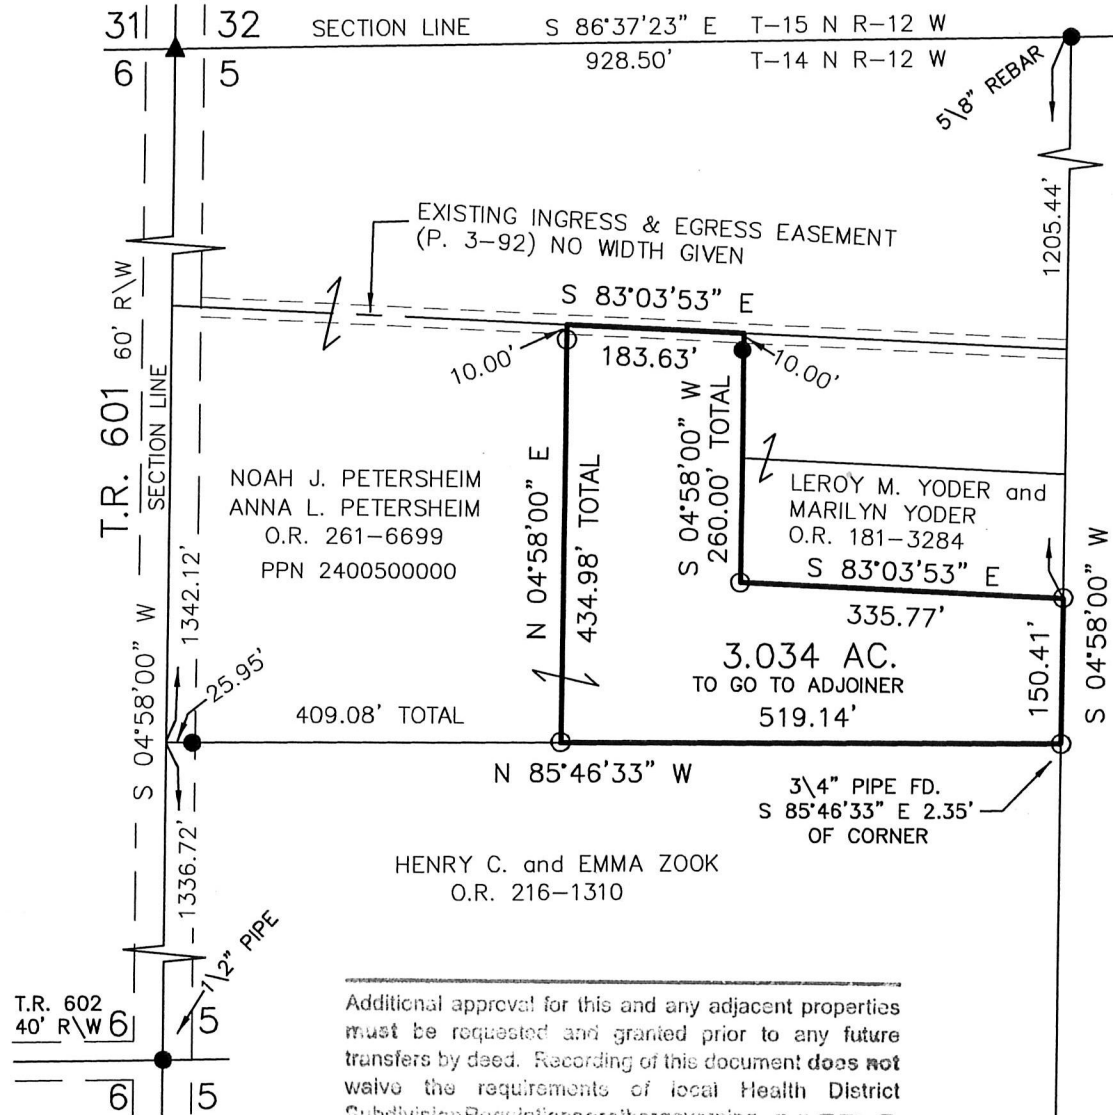 31 32 SECTION LINE S 86°37'23" E T-15 N R-12 W
6 5 928.50' T-14 N R-12 W
5\8" REBAR
1205.44'
EXISTING INGRESS & EGRESS EASEMENT
(P. 3-92) NO WIDTH GIVEN
S 83°03'53" E
183.63'
10.00'
10.00'
T.R. 601 60' R\W
SECTION LINE
NOAH J. PETERSHEIM
ANNA L. PETERSHEIM
O.R. 261-6699
PPN 2400500000
N 04°58'00" E
434.98' TOTAL
S 04°58'00" W
260.00' TOTAL
LEROY M. YODER and
MARILYN YODER
O.R. 181-3284
S 83°03'53" E
335.77'
3.034 AC.
TO GO TO ADJOINER
519.14'
150.41'
S 04°58'00" W
1342.12'
S 04°58'00" W
25.95'
409.08' TOTAL
N 85°46'33" W
3\4" PIPE FD.
S 85°46'33" E 2.35'
OF CORNER
1336.72'
HENRY C. and EMMA ZOOK
O.R. 216-1310
1/2" PIPE
T.R. 602
40' R\W
6 5
6 5
Additional approval for this and any adjacent properties
must be requested and granted prior to any future
transfers by deed. Recording of this document does not
waive the requirements of local Health District